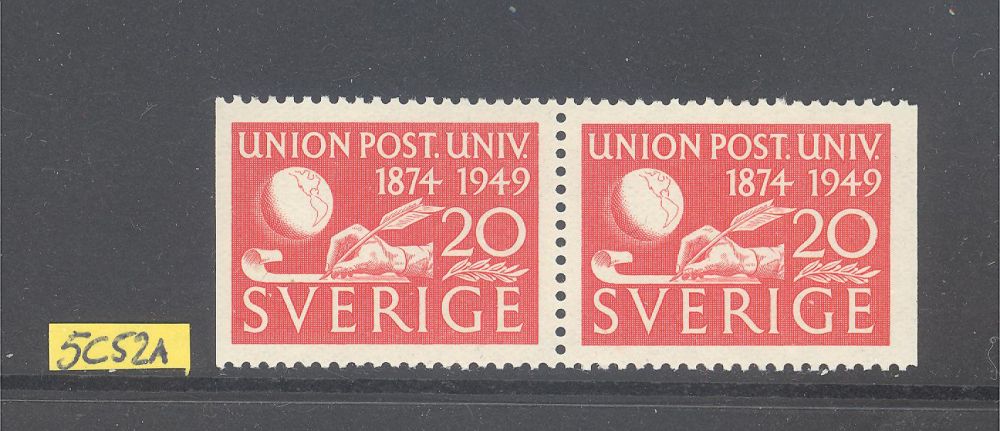 UNION POST. UNIV.
1874 1949
20
SVERIGE
UNION POST. UNIV.
1874 1949
20
SVERIGE
5C52A